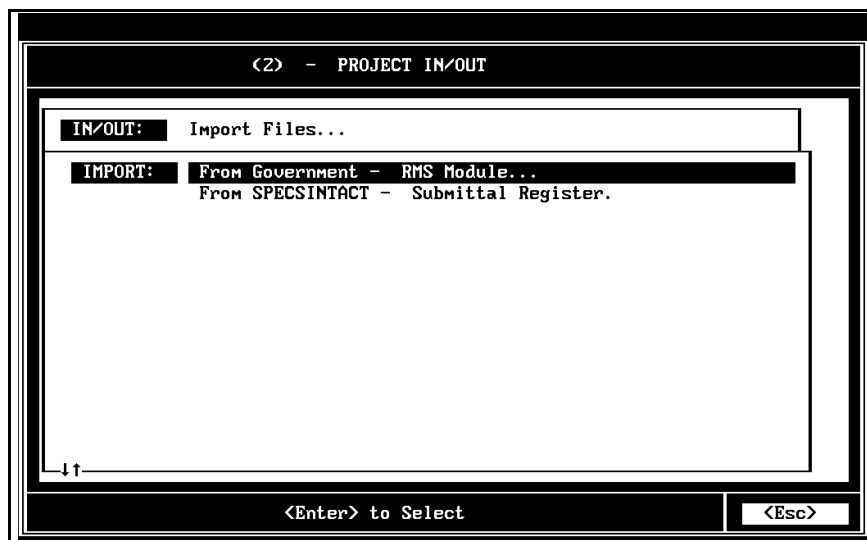 (2) - PROJECT IN/OUT
IN/OUT: Import Files...
IMPORT: From Government - RMS Module...
From SPECSINTACT - Submittal Register.
↓↑
<Enter> to Select <Esc>